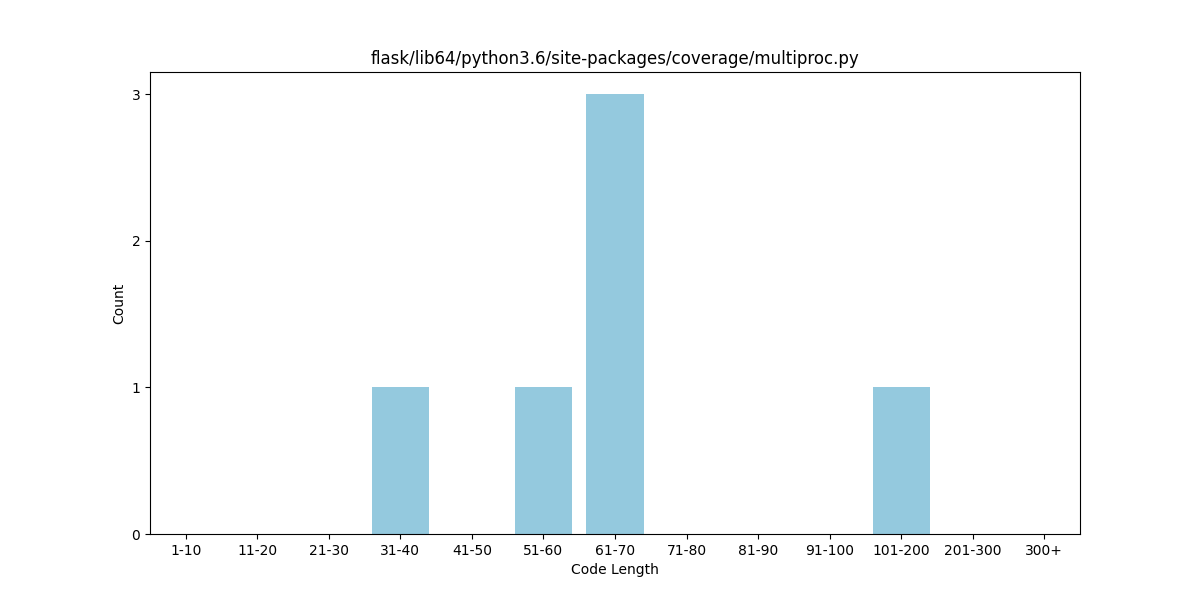 flask/lib64/python3.6/site-packages/coverage/multiproc.py
3
2
1
0
Count
1-10 11-20 21-30 31-40 41-50 51-60 61-70 71-80 81-90 91-100 101-200 201-300 300+
Code Length